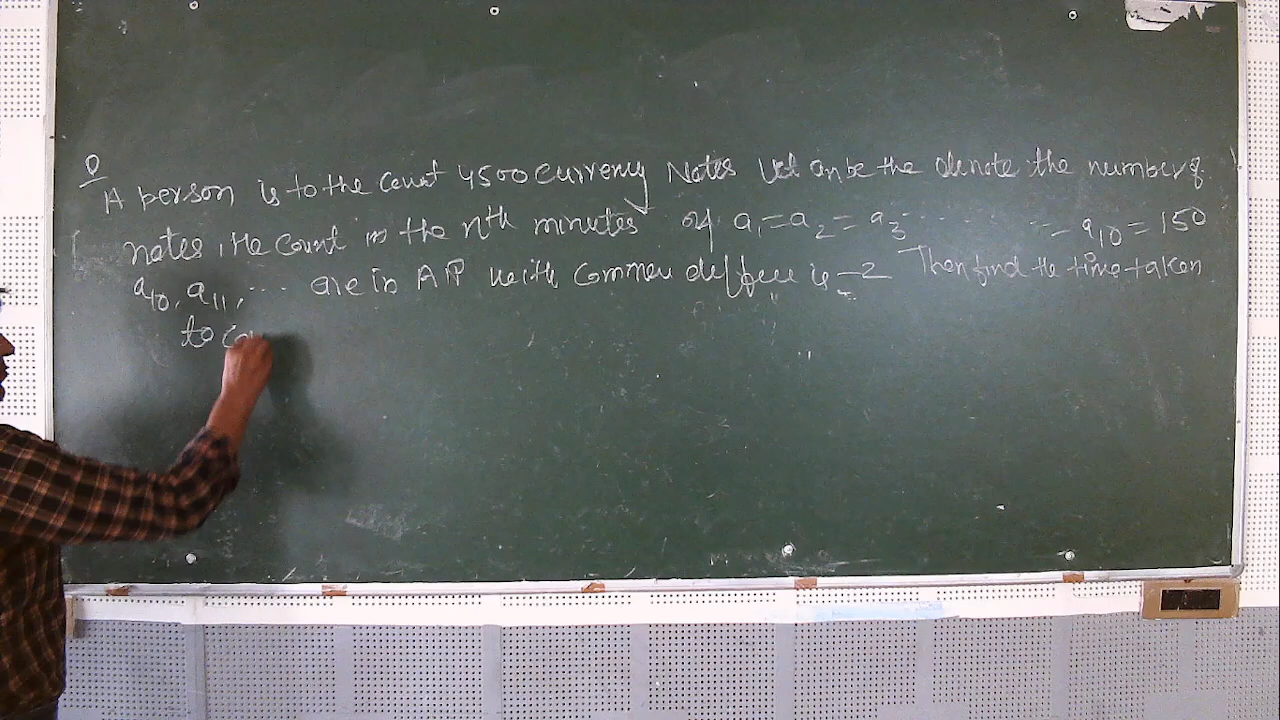 Q
A person is to the Count 4500 Currency Notes Let an be the denote the number of
notes, He Count in the nth minutes if a1 = a2 = a3 ......... = a10 = 150
a10, a11, .... are in AP with Common differe is -2 Then find the time taken
to